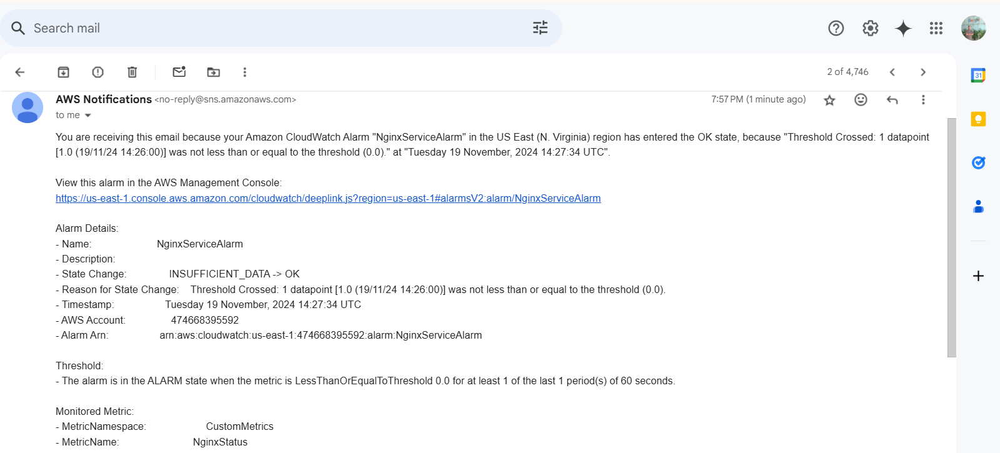 Search mail
2 of 4,746
AWS Notifications <no-reply@sns.amazonaws.com>
7:57 PM (1 minute ago)
to me
You are receiving this email because your Amazon CloudWatch Alarm "NginxServiceAlarm" in the US East (N. Virginia) region has entered the OK state, because "Threshold Crossed: 1 datapoint
[1.0 (19/11/24 14:26:00)] was not less than or equal to the threshold (0.0)." at "Tuesday 19 November, 2024 14:27:34 UTC".
View this alarm in the AWS Management Console:
https://us-east-1.console.aws.amazon.com/cloudwatch/deeplink.js?region=us-east-1#alarmsV2:alarm/NginxServiceAlarm
Alarm Details:
- Name: NginxServiceAlarm
- Description:
- State Change: INSUFFICIENT_DATA -> OK
- Reason for State Change: Threshold Crossed: 1 datapoint [1.0 (19/11/24 14:26:00)] was not less than or equal to the threshold (0.0).
- Timestamp: Tuesday 19 November, 2024 14:27:34 UTC
- AWS Account: 474668395592
- Alarm Arn: arn:aws:cloudwatch:us-east-1:474668395592:alarm:NginxServiceAlarm
Threshold:
- The alarm is in the ALARM state when the metric is LessThanOrEqualToThreshold 0.0 for at least 1 of the last 1 period(s) of 60 seconds.
Monitored Metric:
- MetricNamespace: CustomMetrics
- MetricName: NginxStatus
31